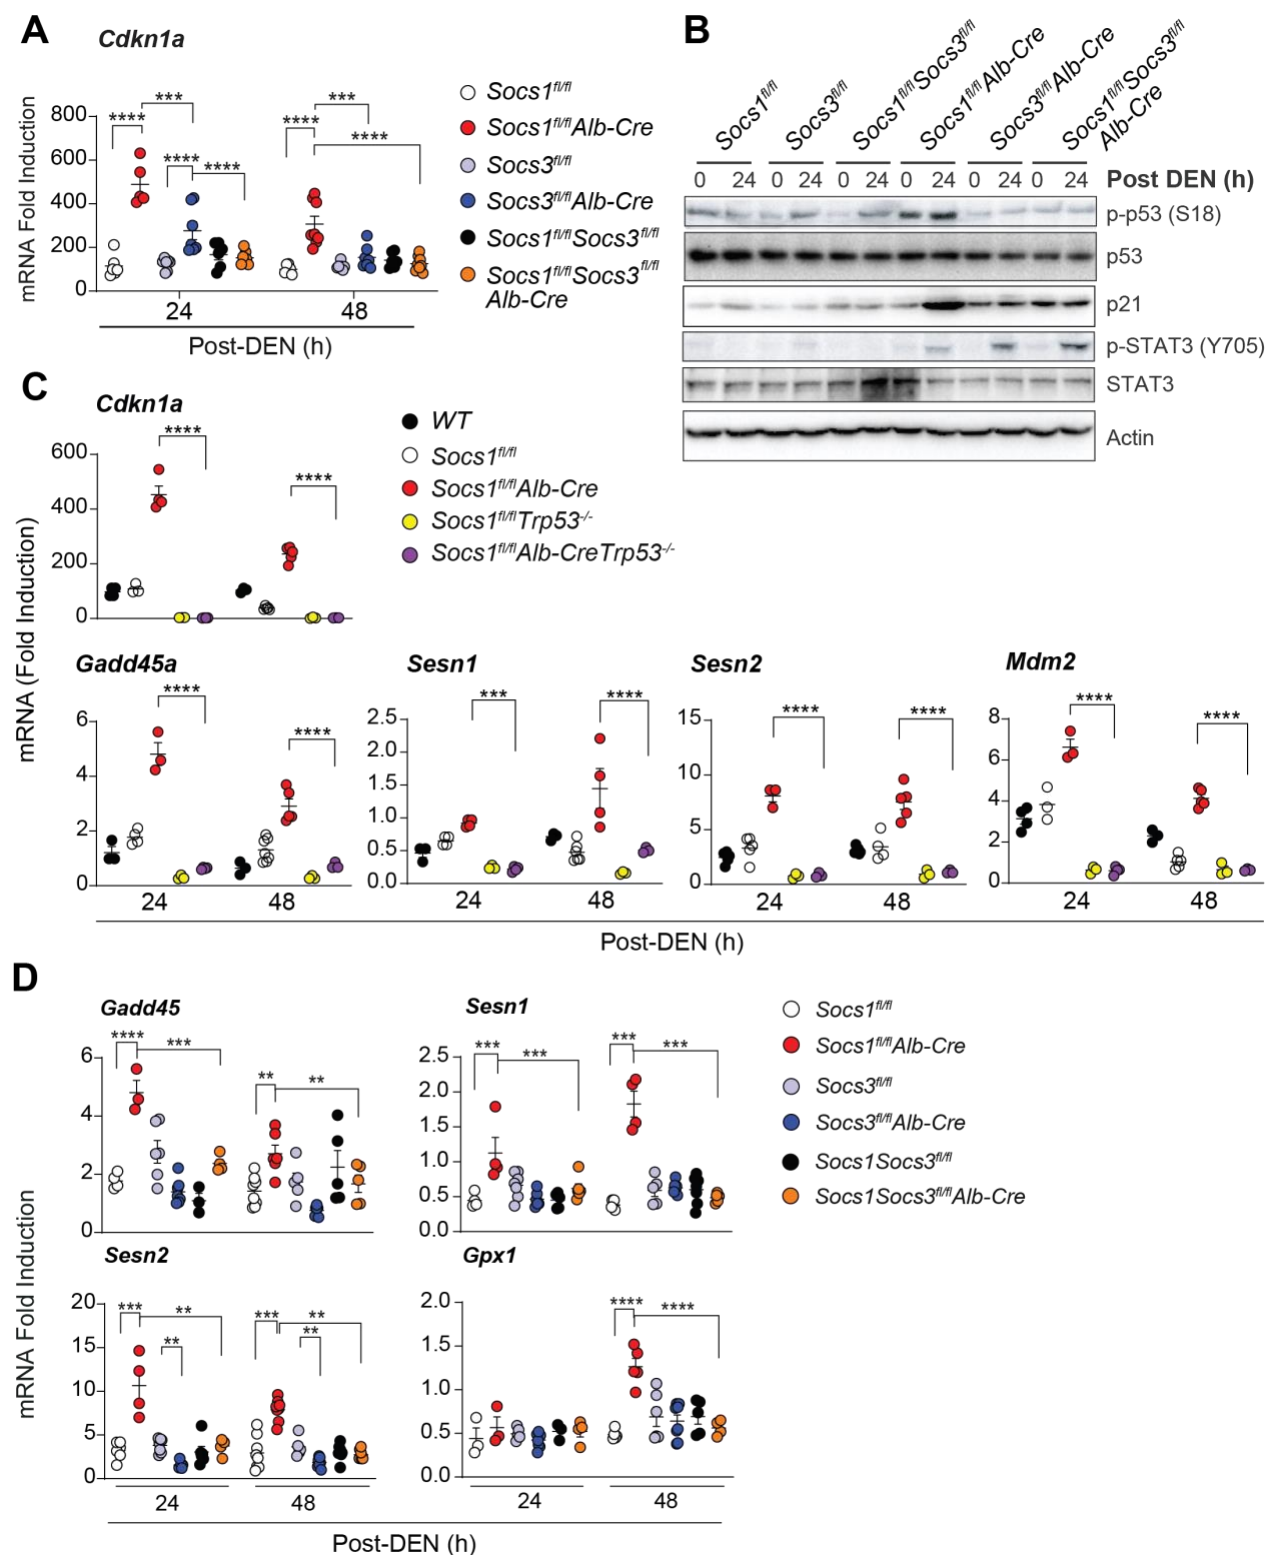 A
Cdkn1a
mRNA Fold Induction
800
600
400
200
0
****
***
****
****
****
***
****
24
48
Post-DEN (h)
Socs1fl/fl
Socs1fl/flAlb-Cre
Socs3fl/fl
Socs3fl/flAlb-Cre
Socs1fl/flSocs3fl/fl
Socs1fl/flSocs3fl/fl
Alb-Cre
B
Socs1fl/fl
Socs3fl/fl
Socs1fl/flSocs3fl/fl
Socs1fl/flAlb-Cre
Socs3fl/flAlb-Cre
Socs1fl/flSocs3fl/fl
Alb-Cre
0 24 0 24 0 24 0 24 0 24 0 24 Post DEN (h)
p-p53 (S18)
p53
p21
p-STAT3 (Y705)
STAT3
Actin
C
Cdkn1a
mRNA (Fold Induction)
600
400
200
0
****
****
WT
Socs1fl/fl
Socs1fl/flAlb-Cre
Socs1fl/flTrp53-/-
Socs1fl/flAlb-CreTrp53-/-
Gadd45a
6
4
2
0
****
****
24
48
Sesn1
2.5
2.0
1.5
1.0
0.5
0.0
***
****
24
48
Sesn2
15
10
5
0
****
****
24
48
Mdm2
8
6
4
2
0
****
****
24
48
Post-DEN (h)
D
mRNA Fold Induction
Gadd45
6
4
2
0
****
***
**
**
Sesn1
2.5
2.0
1.5
1.0
0.5
0.0
***
***
***
***
Socs1fl/fl
Socs1fl/flAlb-Cre
Socs3fl/fl
Socs3fl/flAlb-Cre
Socs1Socs3fl/fl
Socs1Socs3fl/flAlb-Cre
Sesn2
20
15
10
5
0
***
**
**
***
**
**
24
48
Gpx1
2.0
1.5
1.0
0.5
0.0
****
****
24
48
Post-DEN (h)